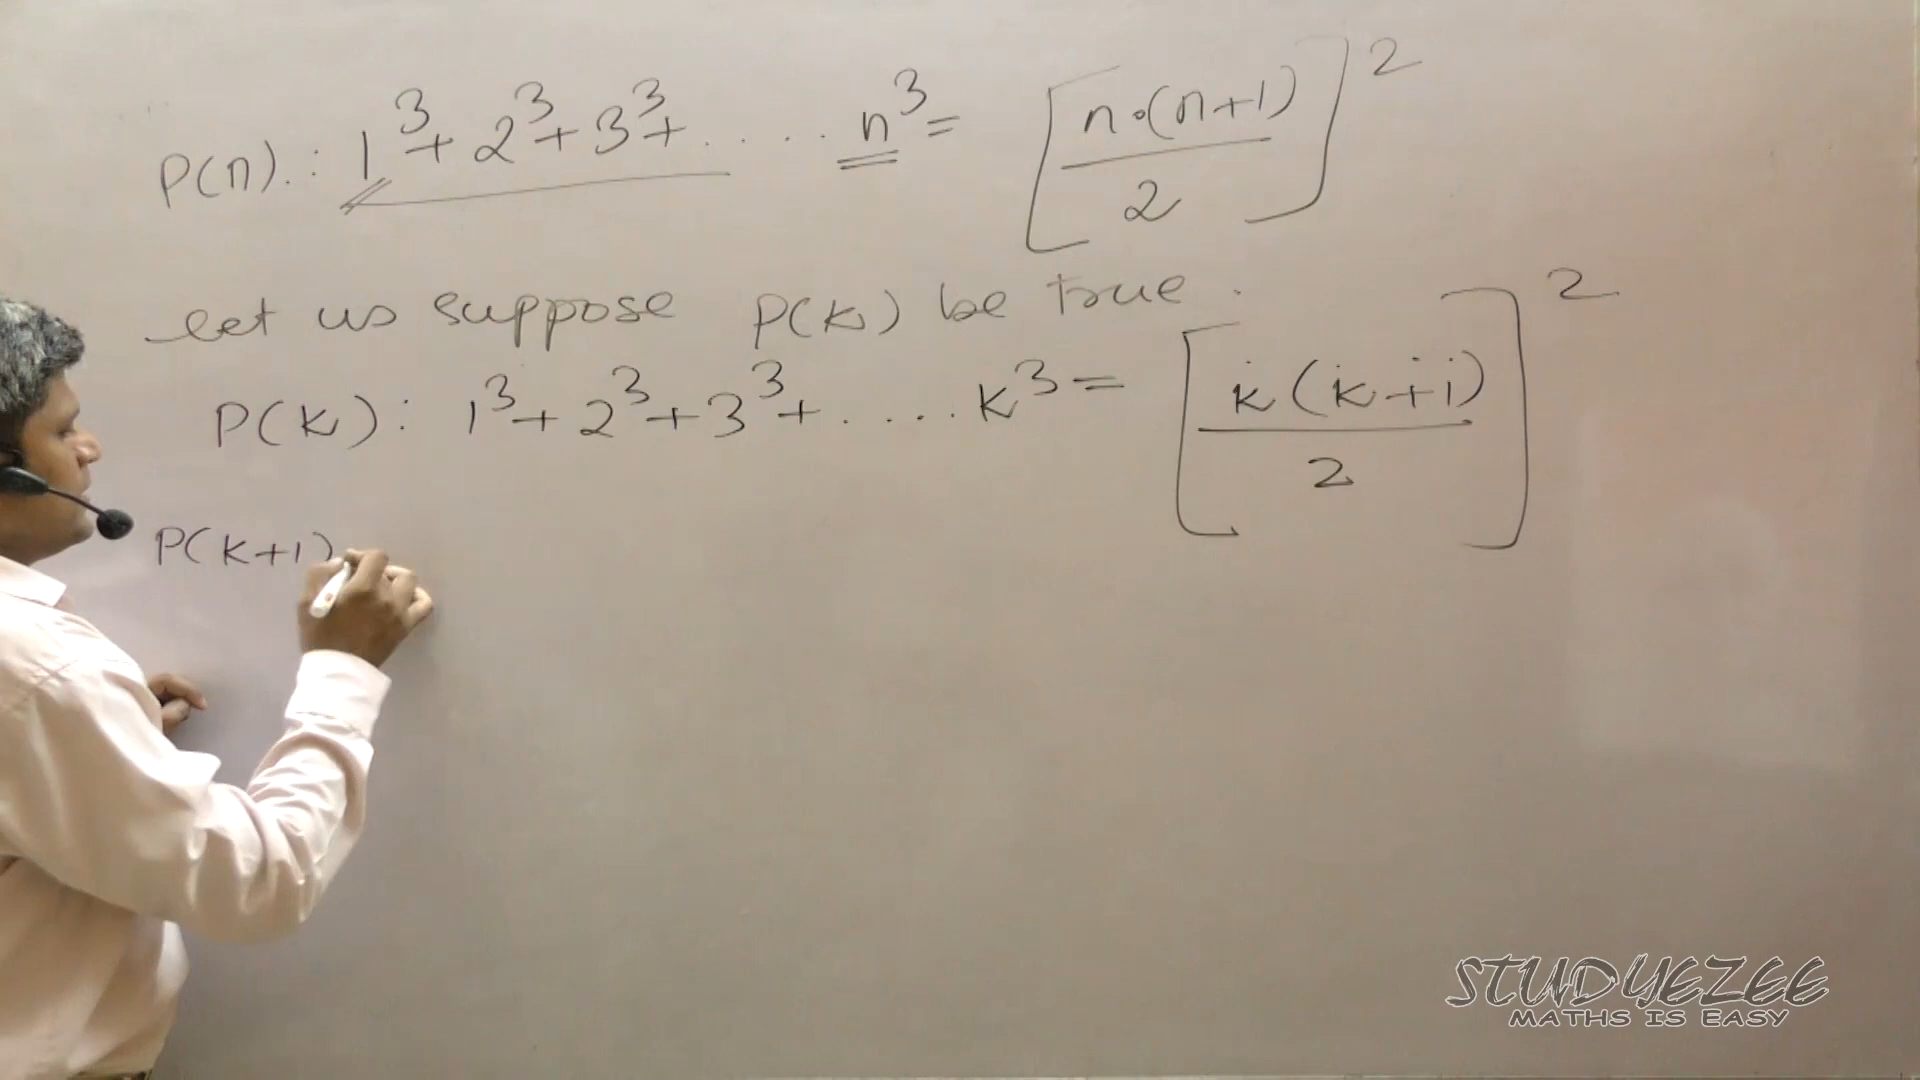 P(n). : 1³ + 2³ + 3³ + ..... n³ = [n.(n+1)/2]²
let us suppose P(k) be true.
P(k) : 1³ + 2³ + 3³ + ..... k³ = [k(k+1)/2]²
P(k+1)
STUDYEZEE
MATHS IS EASY